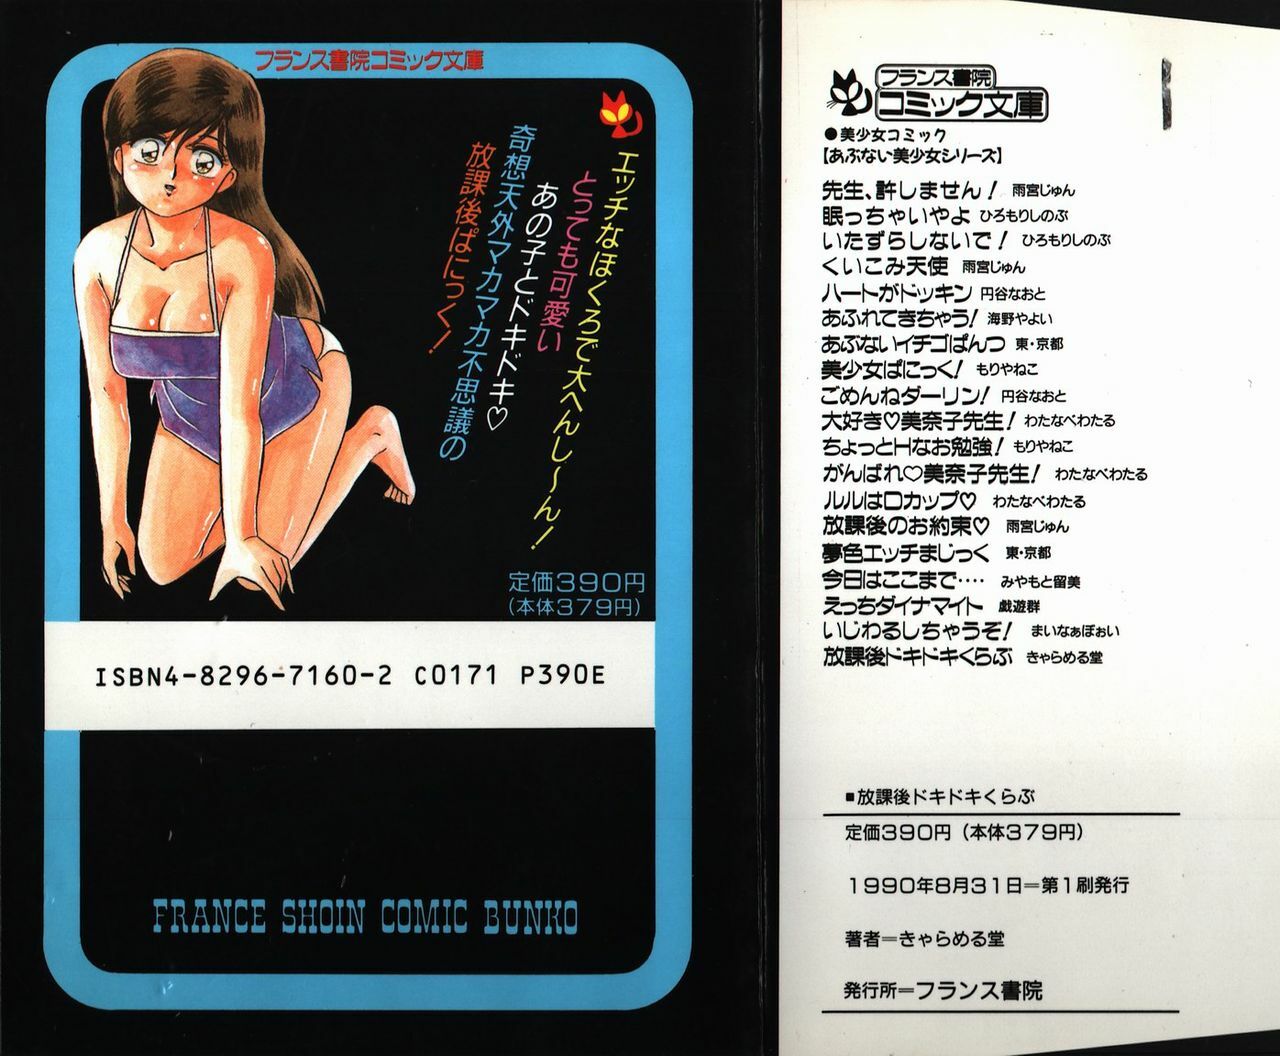 フランス書院コミック文庫
エッチなほくろで大へんし～ん！
とっても可愛い
あの子とドキドキ♡
奇想天外マカマカ不思議の
放課後ぱにっく！
定価390円
（本体379円）
ISBN4-8296-7160-2 C0171 P390E
FRANCE SHOIN COMIC BUNKO
フランス書院
コミック文庫
●美少女コミック
【あぶない美少女シリーズ】
先生、許しません！ 雨宮じゅん
眠っちゃいやよ ひろもりしのぶ
いたずらしないで！ ひろもりしのぶ
くいこみ天使 雨宮じゅん
ハートがドッキン 円谷なおと
あふれてきちゃう！ 海野やよい
あぶないイチゴぱんつ 東・京都
美少女ぱにっく！ もりやねこ
ごめんねダーリン！ 円谷なおと
大好き♡美奈子先生！ わたなべわたる
ちょっとHなお勉強！ もりやねこ
がんばれ♡美奈子先生！ わたなべわたる
ルルはDカップ♡ わたなべわたる
放課後のお約束♡ 雨宮じゅん
夢色エッチまじっく 東・京都
今日はここまで‥‥ みやもと留美
えっちダイナマイト 戯遊群
いじわるしちゃうぞ！ まいなぁぼぉい
放課後ドキドキくらぶ きゃらめる堂
■放課後ドキドキくらぶ
定価390円（本体379円）
1990年8月31日＝第1刷発行
著者＝きゃらめる堂
発行所＝フランス書院